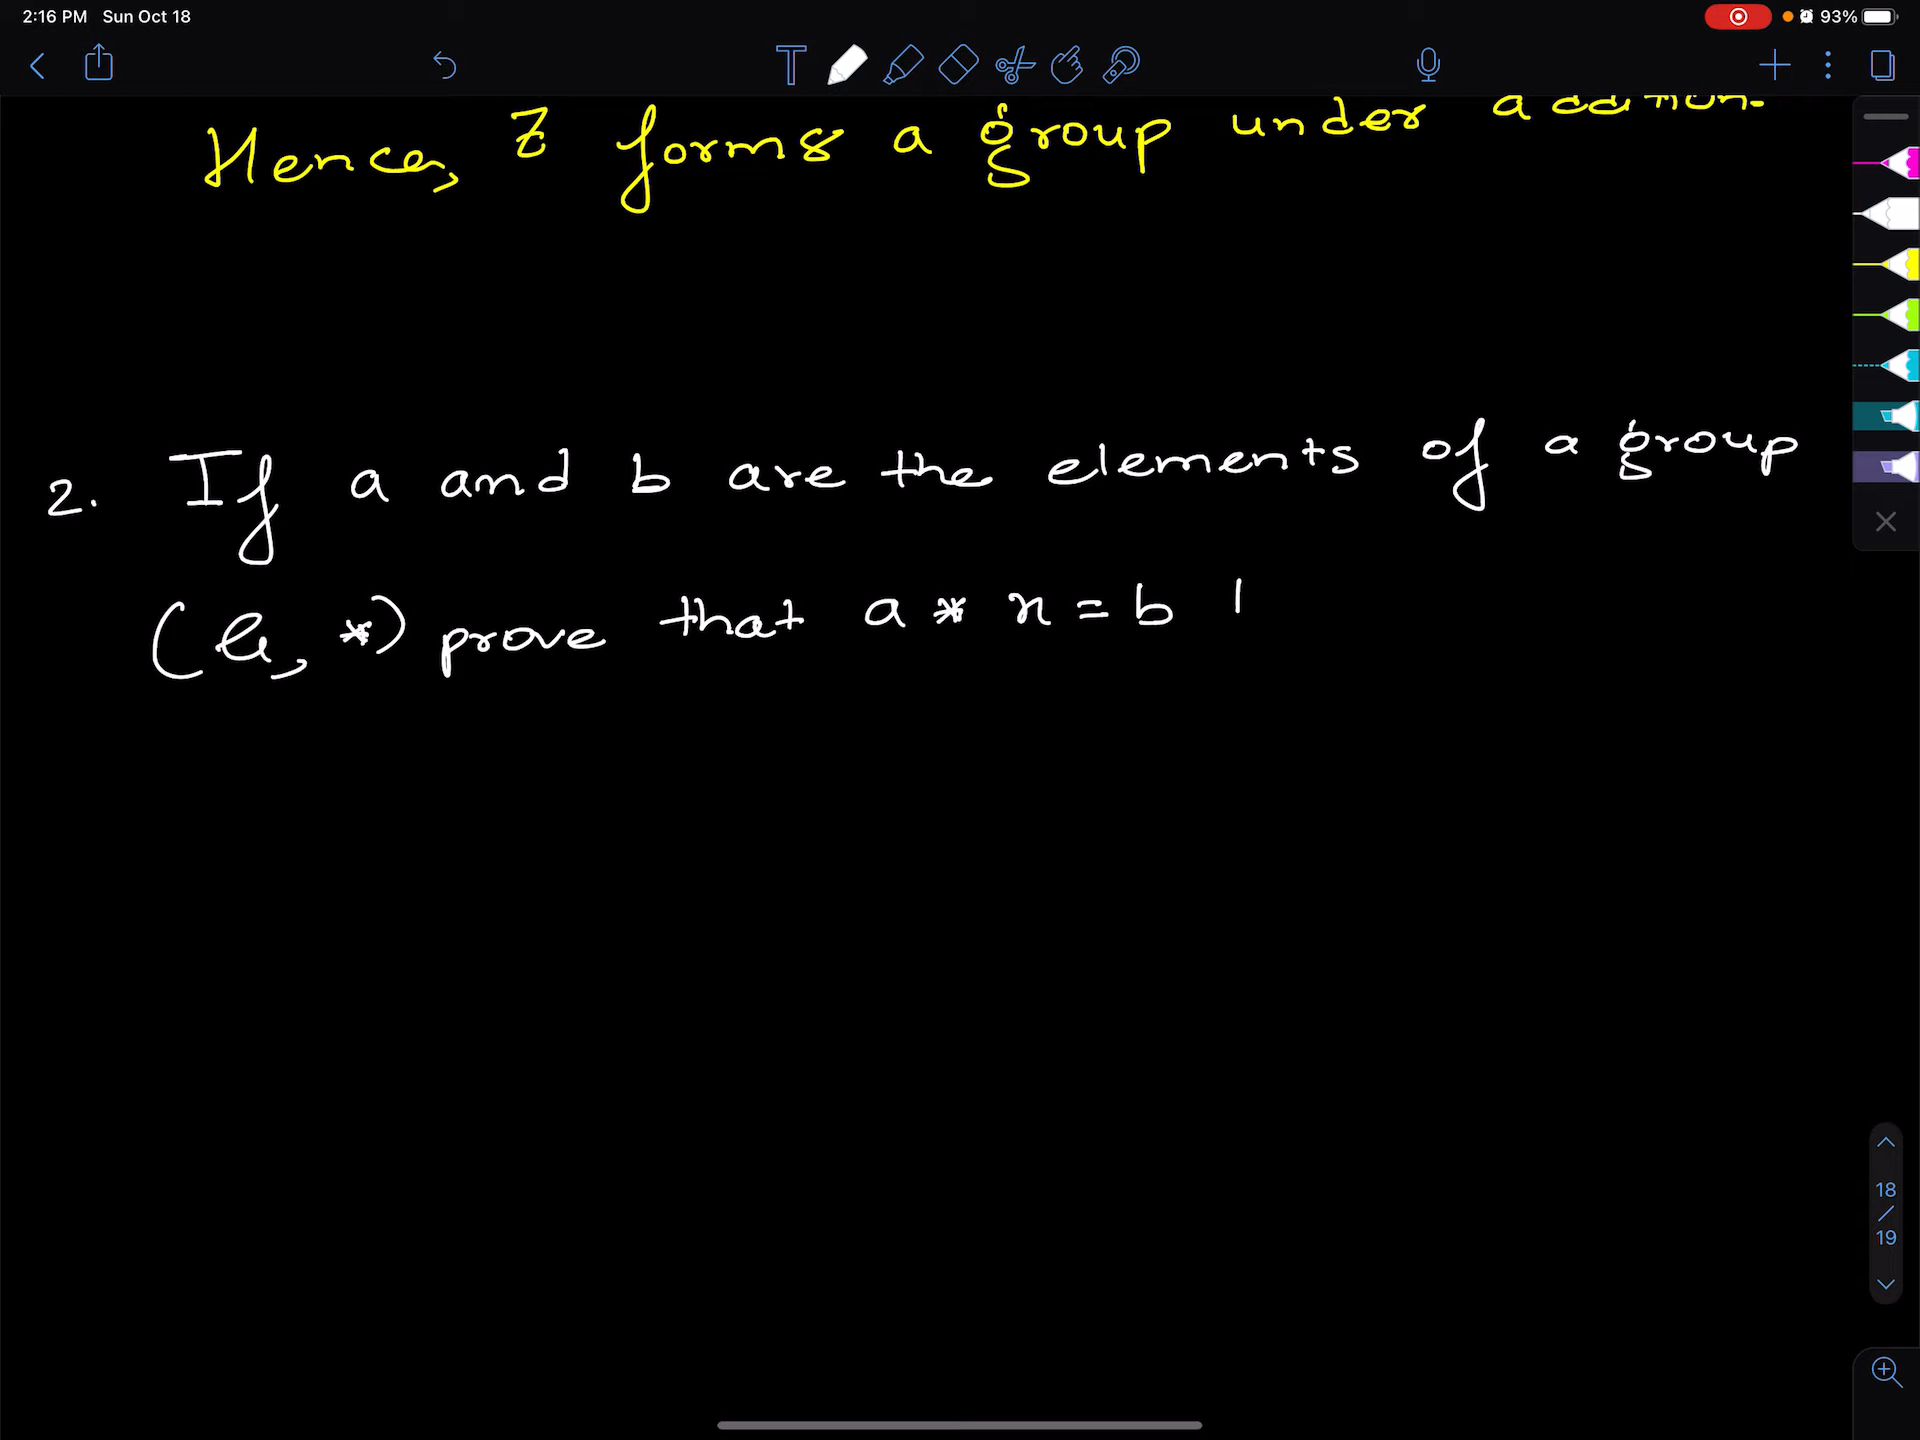 2:16 PM Sun Oct 18
93%
Hence, Z forms a group under addition.
2. If a and b are the elements of a group
(G, *) prove that a * x = b
18
/
19